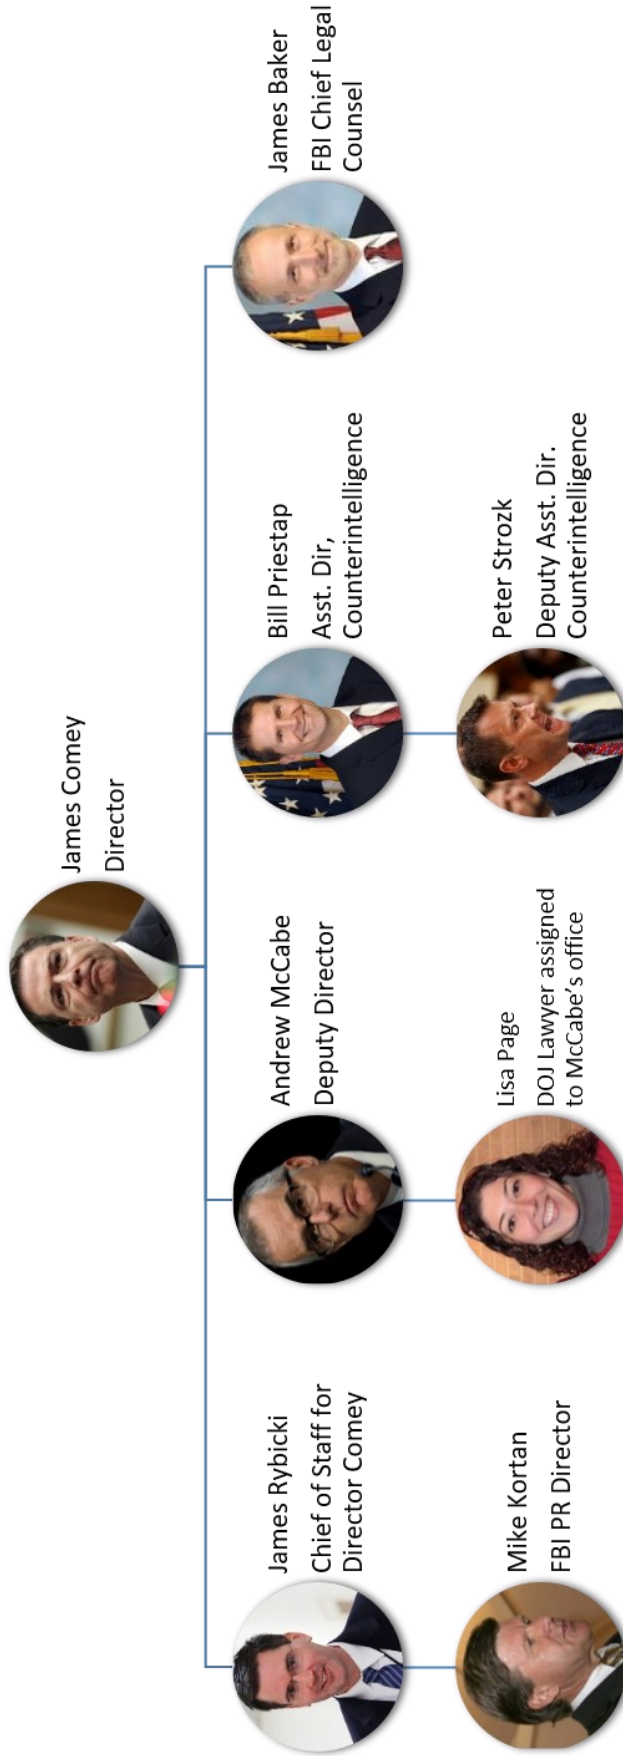 James Comey
Director
James Rybicki
Chief of Staff for
Director Comey
Andrew McCabe
Deputy Director
Bill Priestap
Asst. Dir,
Counterintelligence
James Baker
FBI Chief Legal
Counsel
Mike Kortan
FBI PR Director
Lisa Page
DOJ Lawyer assigned
to McCabe's office
Peter Strozk
Deputy Asst. Dir.
Counterintelligence